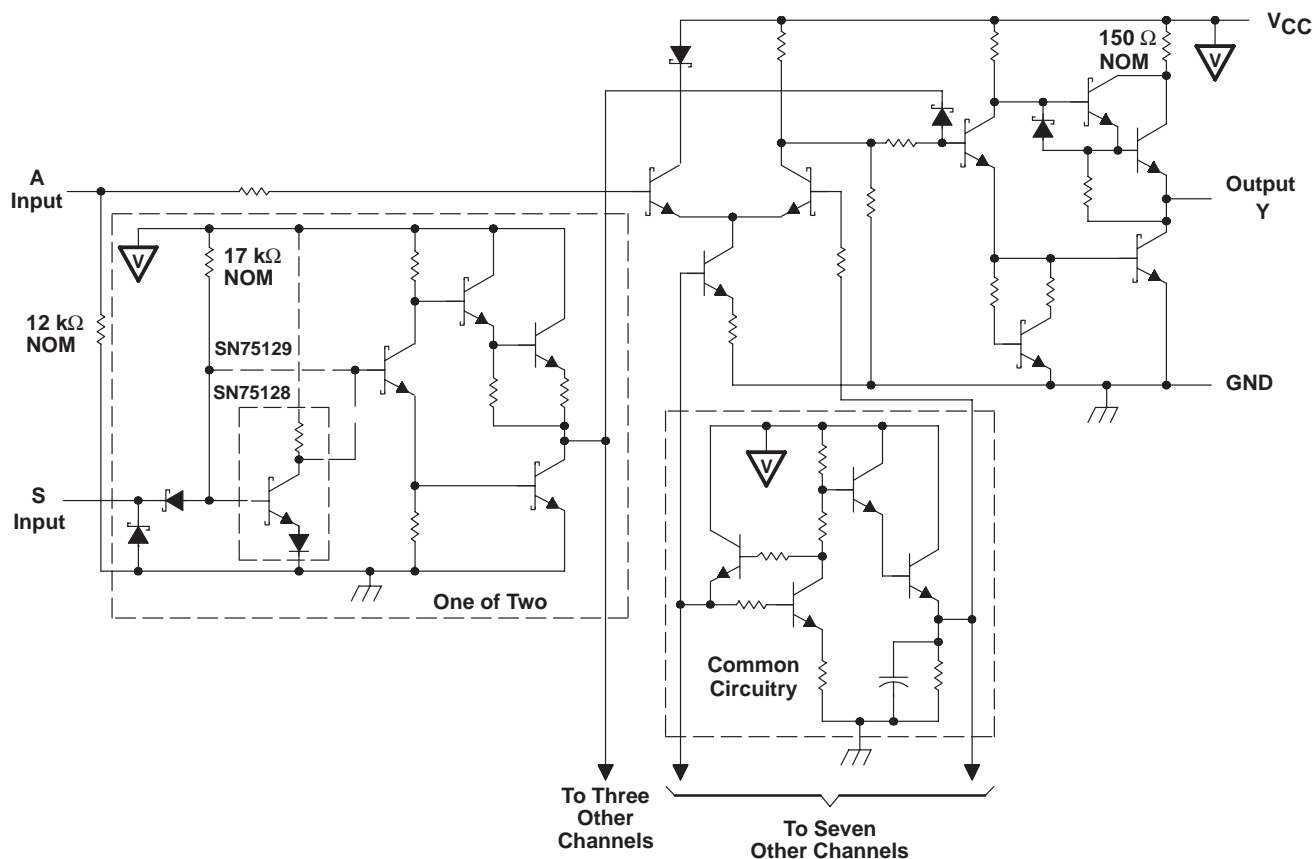 VCC
150 Ω
NOM
V
A
Input
V
17 kΩ
NOM
12 kΩ
NOM
SN75129
SN75128
S
Input
One of Two
Output
Y
GND
V
Common
Circuitry
To Three
Other
Channels
To Seven
Other Channels